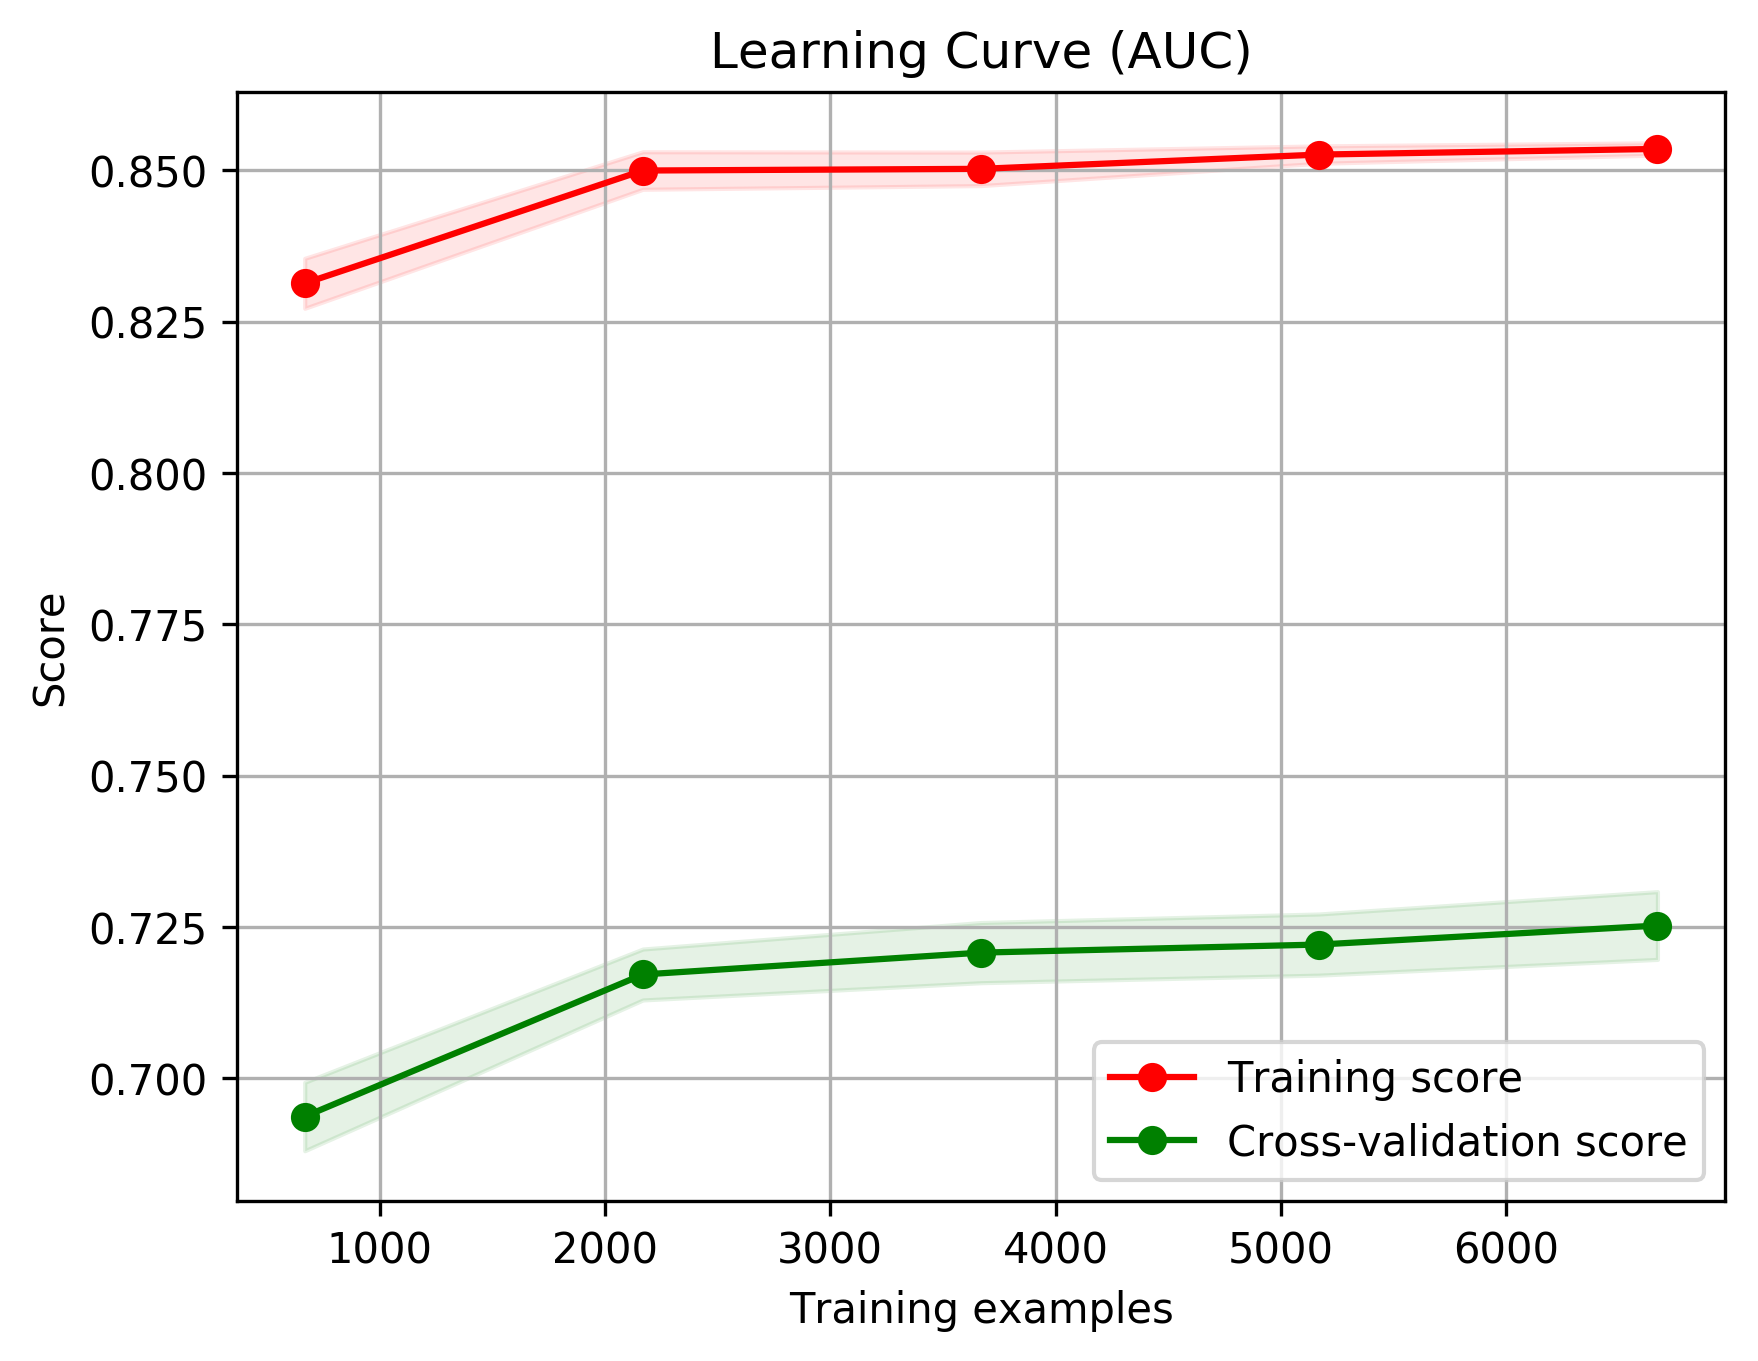 Learning Curve (AUC)
0.850
0.825
0.800
0.775
0.750
0.725
0.700
Score
Training score
Cross-validation score
1000 2000 3000 4000 5000 6000
Training examples